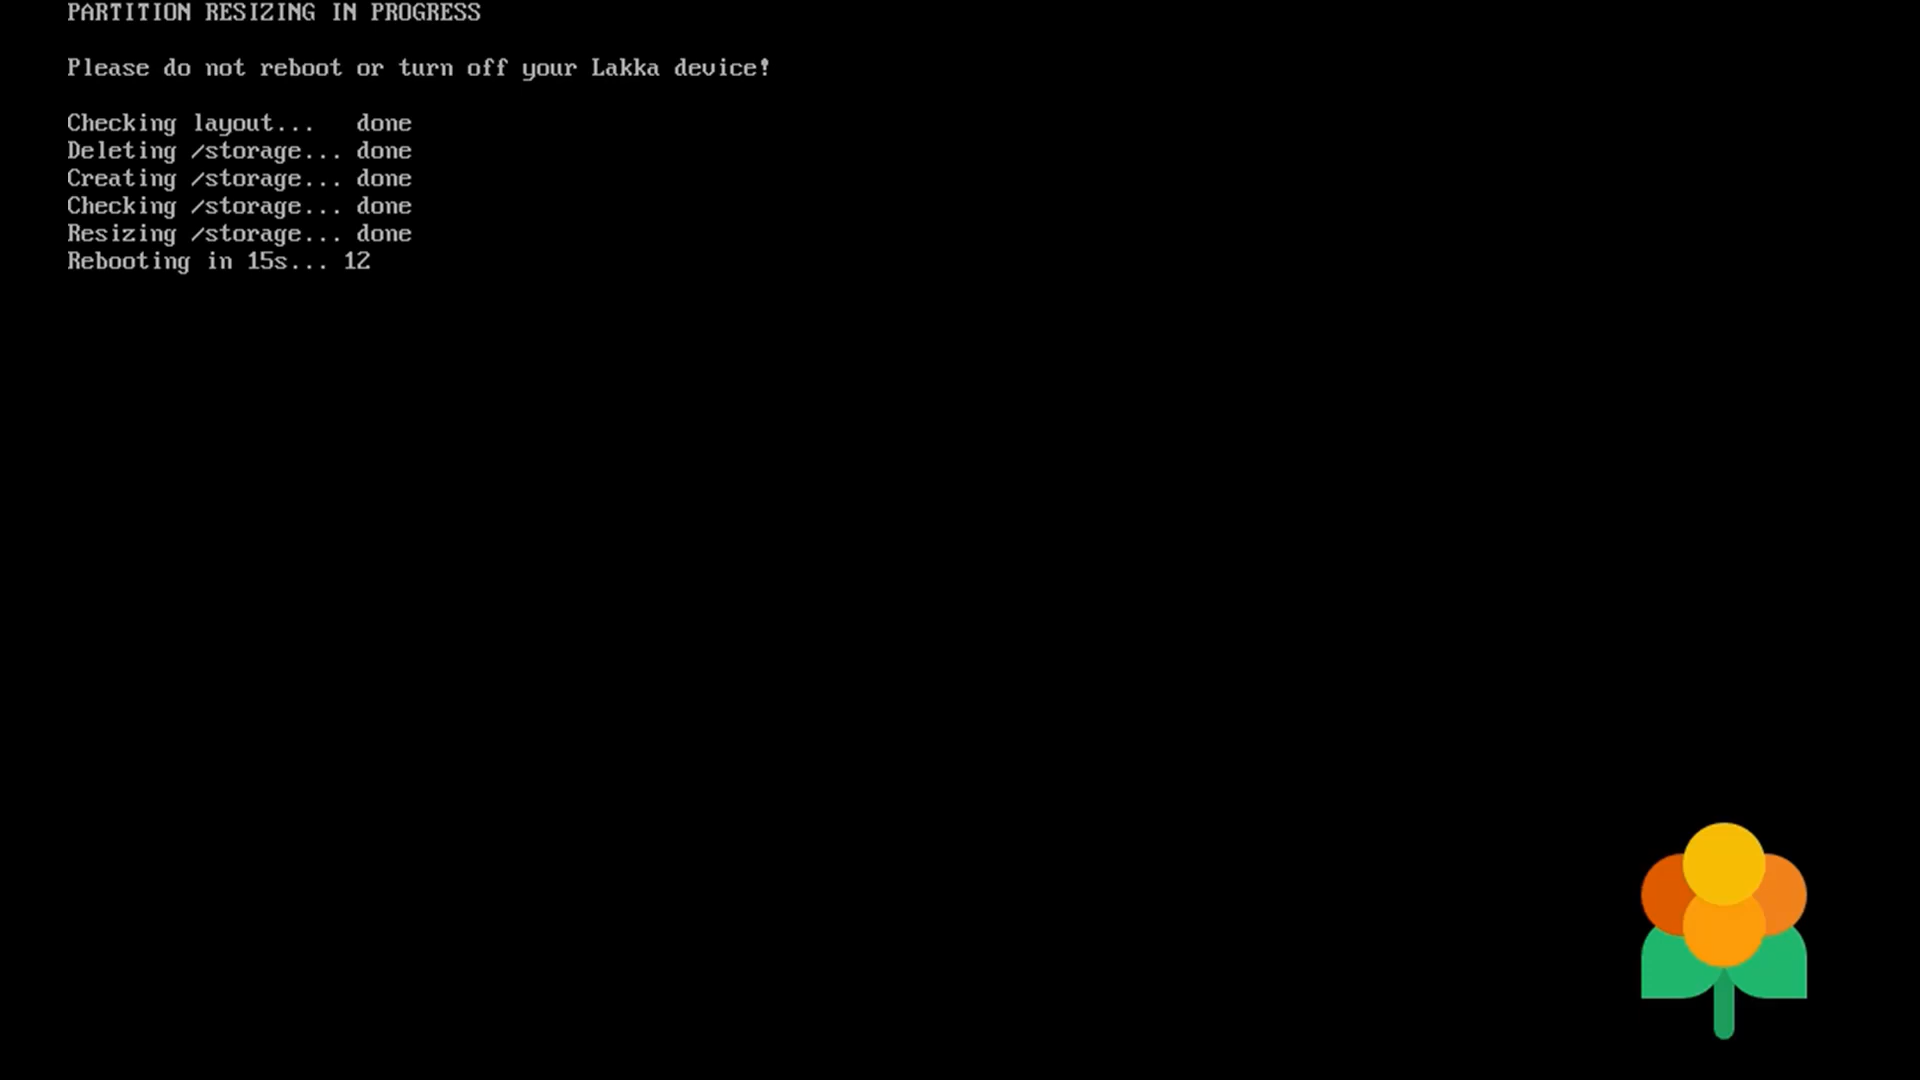 PARTITION RESIZING IN PROGRESS
Please do not reboot or turn off your Lakka device!
Checking layout...   done
Deleting /storage... done
Creating /storage... done
Checking /storage... done
Resizing /storage... done
Rebooting in 15s... 12